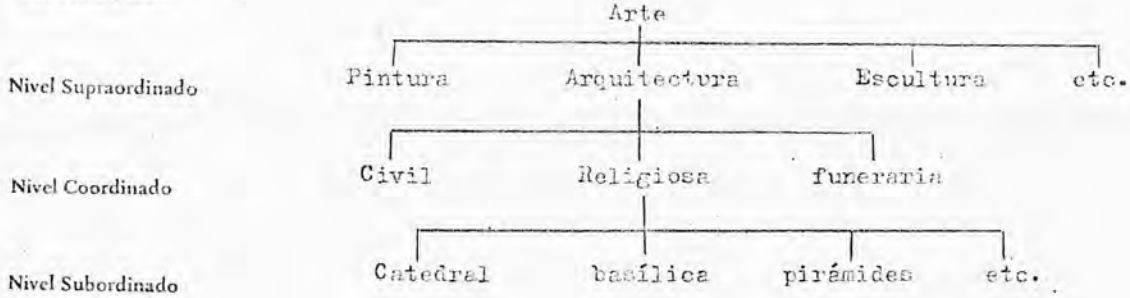 Arte
Nivel Supraordinado Pintura Arquitectura Escultura etc.
Nivel Coordinado Civil Religiosa funeraria
Nivel Subordinado Catedral basílica pirámides etc.